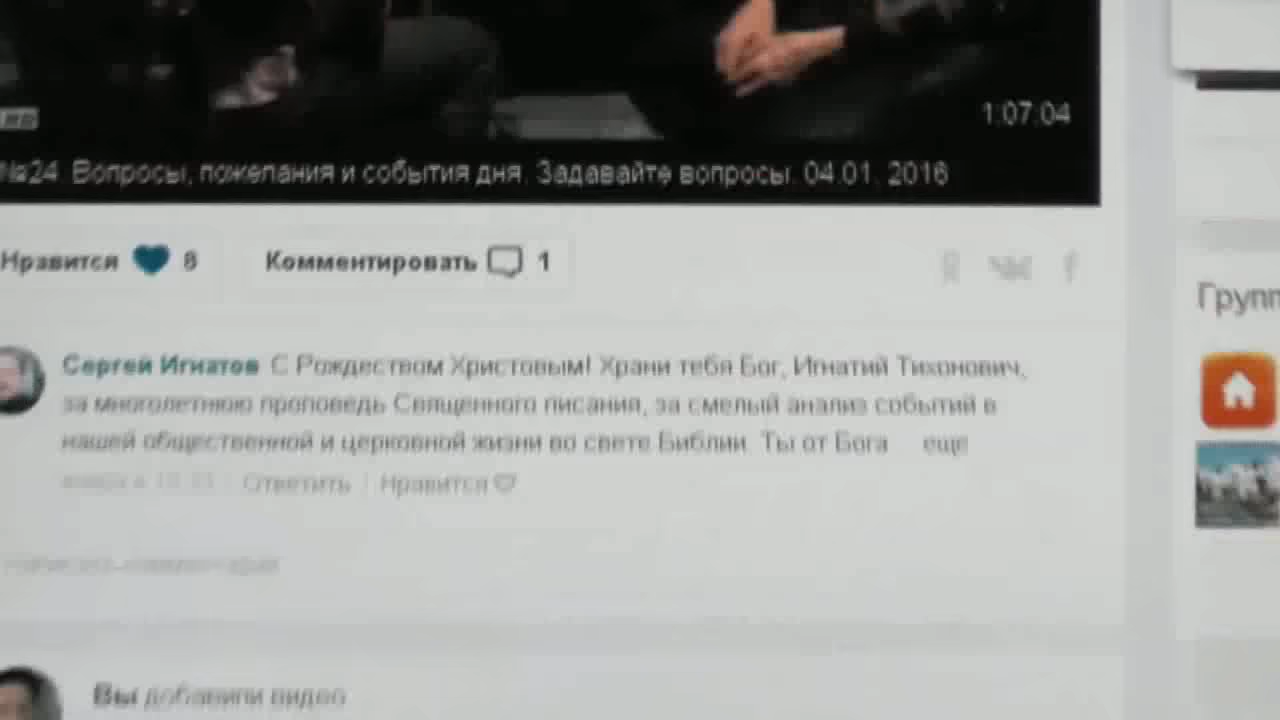 1:07:04
№24 Вопросы, пожелания и события дня. Задавайте вопросы. 04.01. 2016
Нравится 8 Комментировать 1
Групп
Сергей Игнатов С Рождеством Христовым! Храни тебя Бог, Игнатий Тихонович,
за многолетнюю проповедь Священного писания, за смелый анализ событий в
нашей общественной и церковной жизни во свете Библии. Ты от Бога еще
Ответить Нравится
Вы добавили видео